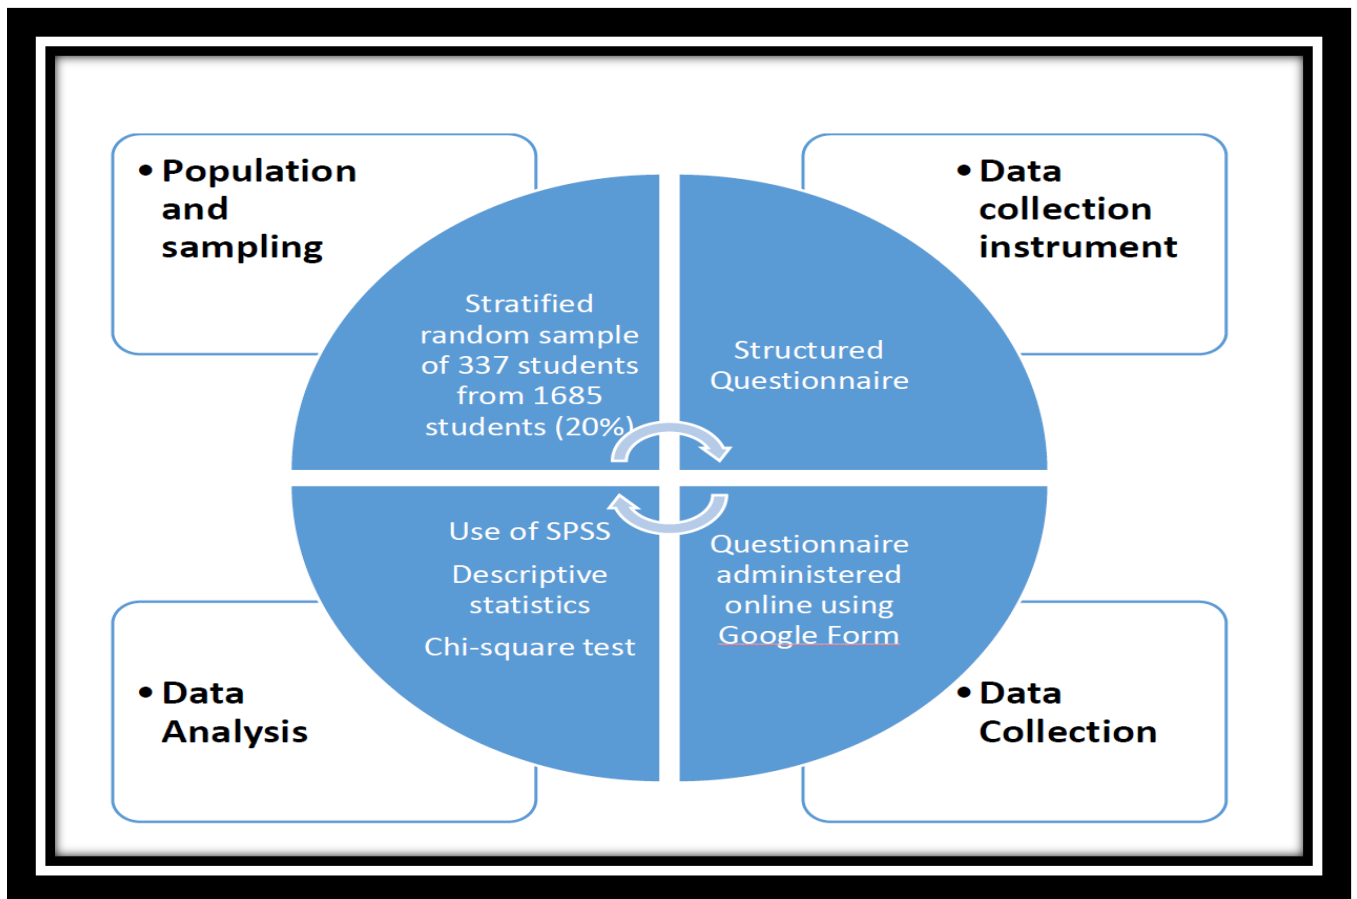 • Population
and
sampling
Stratified
random sample
of 337 students
from 1685
students (20%)
• Data
collection
instrument
Structured
Questionnaire
Use of SPSS
Descriptive
statistics
Chi-square test
• Data
Analysis
Questionnaire
administered
online using
Google Form
• Data
Collection